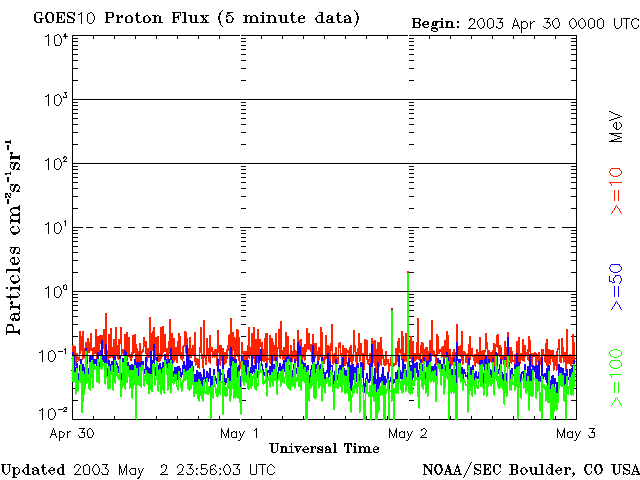 GOES10 Proton Flux (5 minute data)
Begin: 2003 Apr 30 0000 UTC
Particles cm⁻²s⁻¹sr⁻¹
10⁴
10³
10²
10¹
10⁰
10⁻¹
10⁻²
>=10 >=50 >=100 MeV
Apr 30 May 1 May 2 May 3
Universal Time
Updated 2003 May 2 23:56:03 UTC
NOAA/SEC Boulder, CO USA